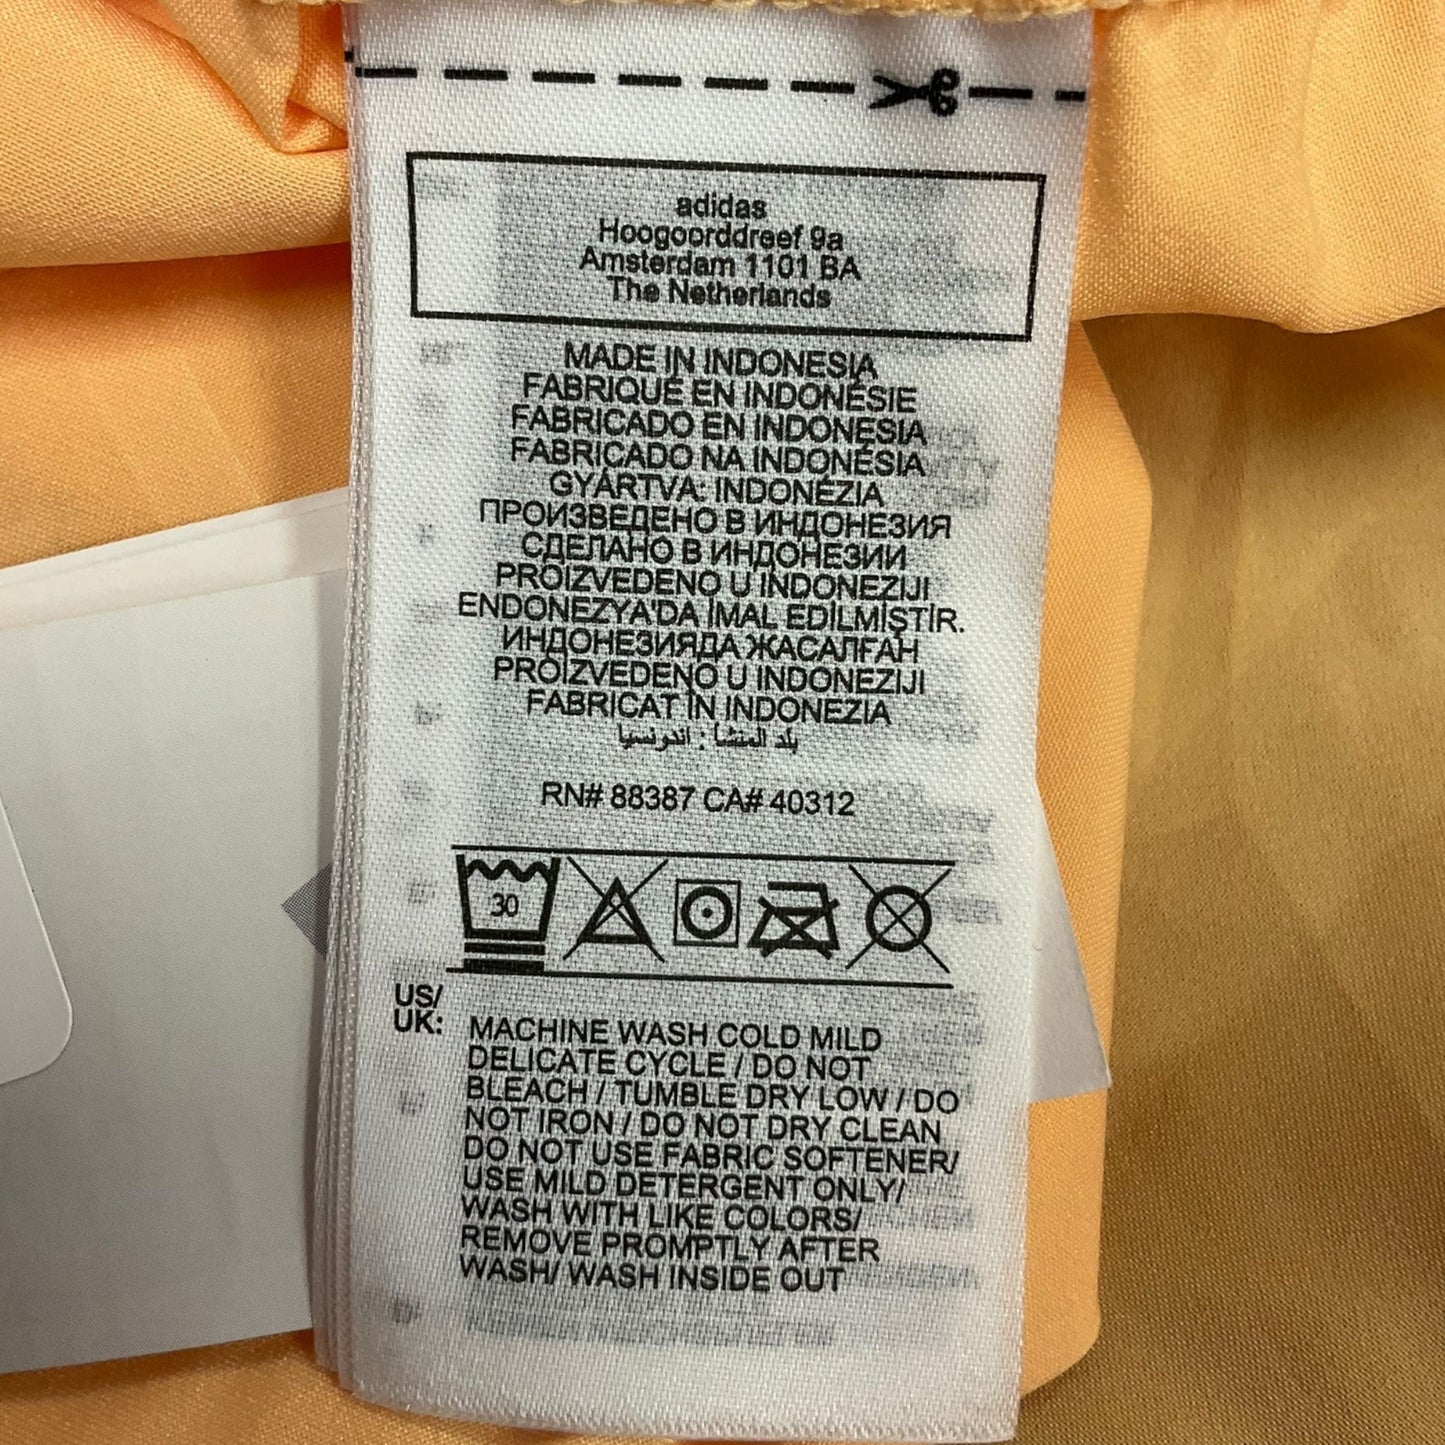 adidas
Hoogoorddreef 9a
Amsterdam 1101 BA
The Netherlands
MADE IN INDONESIA
FABRIQUÉ EN INDONÉSIE
FABRICADO EN INDONESIA
FABRICADO NA INDONÉSIA
GYÁRTVA: INDONÉZIA
ПРОИЗВЕДЕНО В ИНДОНЕЗИЯ
СДЕЛАНО В ИНДОНЕЗИИ
PROIZVEDENO U INDONEZIJI
ENDONEZYA'DA İMAL EDİLMİŞTİR.
ИНДОНЕЗИЯДА ЖАСАЛҒАН
PROIZVEDENO U INDONEZIJI
FABRICAT ÎN INDONEZIA
بلد المنشأ : اندونسيا
RN# 88387 CA# 40312
30
US/
UK:
MACHINE WASH COLD MILD
DELICATE CYCLE / DO NOT
BLEACH / TUMBLE DRY LOW / DO
NOT IRON / DO NOT DRY CLEAN
DO NOT USE FABRIC SOFTENER/
USE MILD DETERGENT ONLY/
WASH WITH LIKE COLORS/
REMOVE PROMPTLY AFTER
WASH/ WASH INSIDE OUT